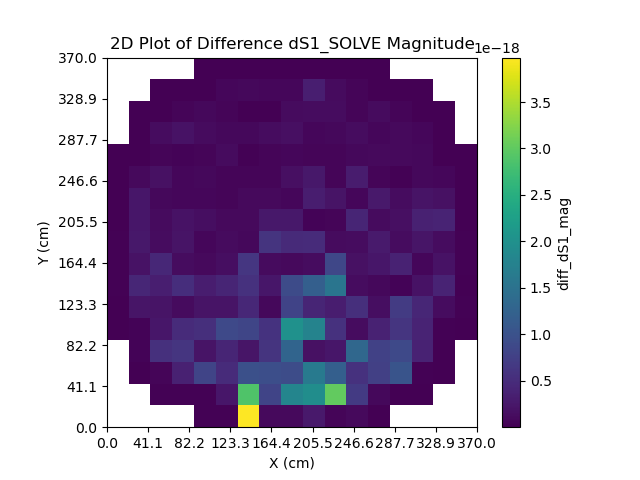 2D Plot of Difference dS1_SOLVE Magnitude
1e−18
370.0
328.9
287.7
246.6
205.5
164.4
123.3
82.2
41.1
0.0
Y (cm)
0.0 41.1 82.2 123.3 164.4 205.5 246.6 287.7 328.9 370.0
X (cm)
3.5
3.0
2.5
2.0
1.5
1.0
0.5
diff_dS1_mag